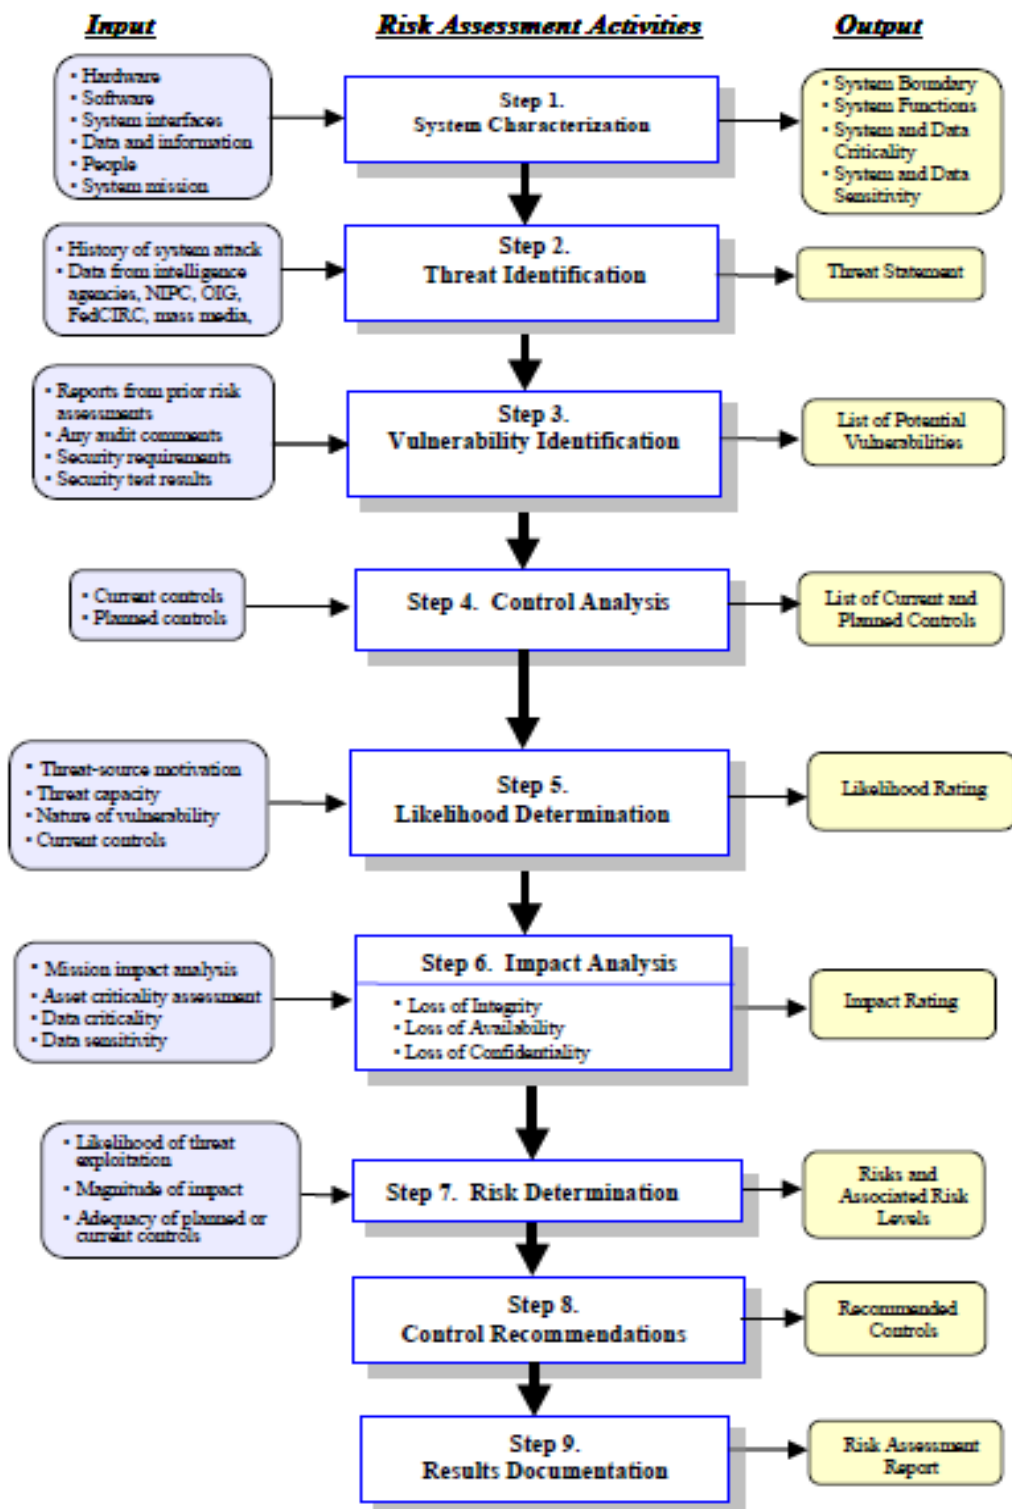 Input
Risk Assessment Activities
Output
• Hardware
• Software
• System interfaces
• Data and information
• People
• System mission
Step 1.
System Characterization
• System Boundary
• System Functions
• System and Data
Criticality
• System and Data
Sensitivity
• History of system attack
• Data from intelligence
agencies, NIPC, OIG,
FedCIRC, mass media,
Step 2.
Threat Identification
Threat Statement
• Reports from prior risk
assessments
• Any audit comments
• Security requirements
• Security test results
Step 3.
Vulnerability Identification
List of Potential
Vulnerabilities
• Current controls
• Planned controls
Step 4. Control Analysis
List of Current and
Planned Controls
• Threat-source motivation
• Threat capacity
• Nature of vulnerability
• Current controls
Step 5.
Likelihood Determination
Likelihood Rating
• Mission impact analysis
• Asset criticality assessment
• Data criticality
• Data sensitivity
Step 6. Impact Analysis
• Loss of Integrity
• Loss of Availability
• Loss of Confidentiality
Impact Rating
• Likelihood of threat
exploitation
• Magnitude of impact
• Adequacy of planned or
current controls
Step 7. Risk Determination
Risks and
Associated Risk
Levels
Step 8.
Control Recommendations
Recommended
Controls
Step 9.
Results Documentation
Risk Assessment
Report